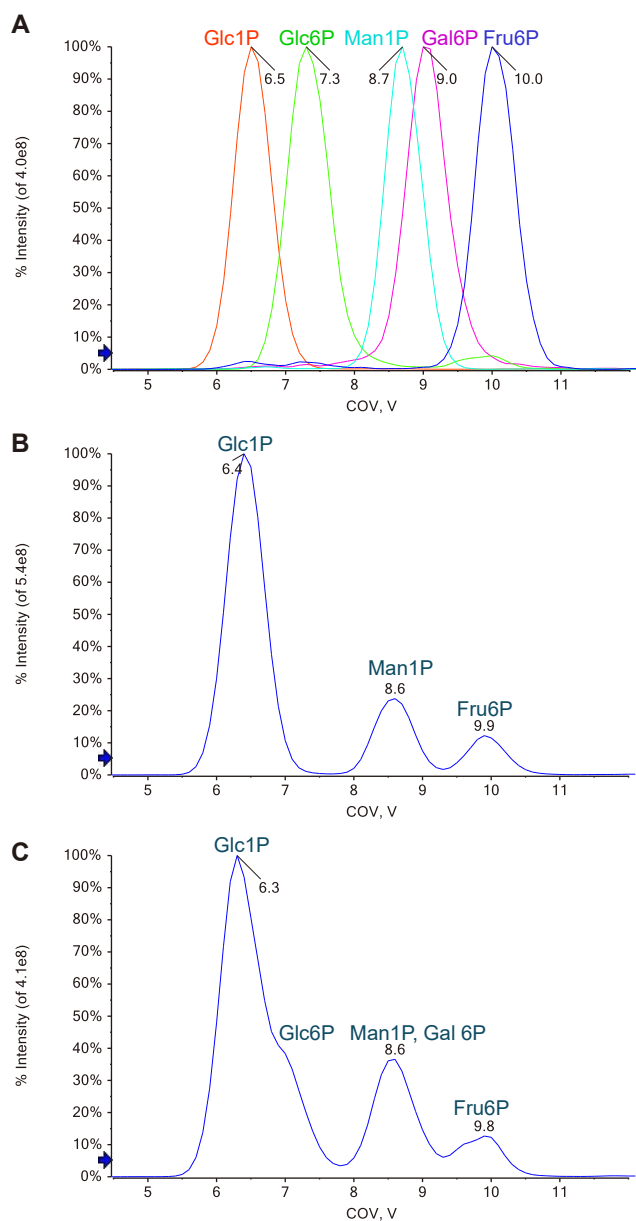 A
Glc1P Glc6P Man1P Gal6P Fru6P
100%
90%
80%
70%
60%
50%
40%
30%
20%
10%
0%
% Intensity (of 4.0e8)
6.5 7.3 8.7 9.0 10.0
5 6 7 8 9 10 11
COV, V
B
Glc1P
100%
90%
80%
70%
60%
50%
40%
30%
20%
10%
0%
% Intensity (of 5.4e8)
6.4
Man1P
8.6
Fru6P
9.9
5 6 7 8 9 10 11
COV, V
C
Glc1P
100%
90%
80%
70%
60%
50%
40%
30%
20%
10%
0%
% Intensity (of 4.1e8)
6.3
Glc6P
Man1P, Gal 6P
8.6
Fru6P
9.8
5 6 7 8 9 10 11
COV, V